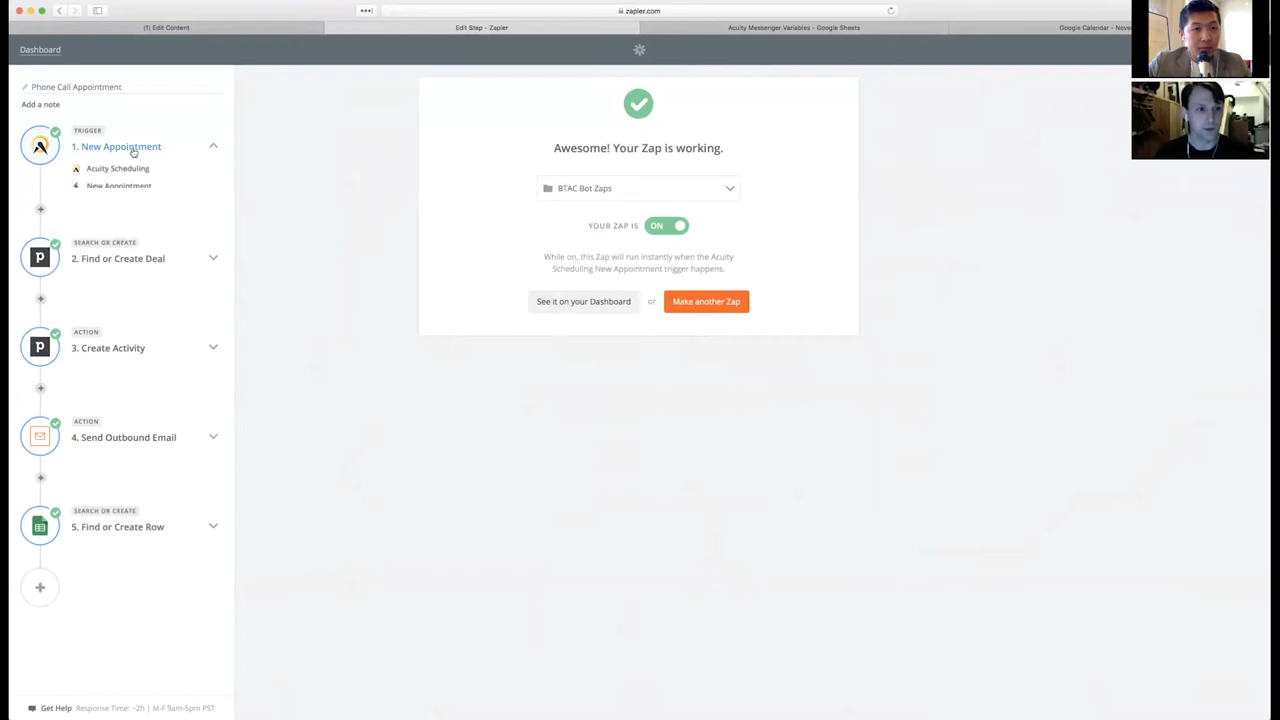 zapier.com
(1) Edit Content
Edit Step - Zapier
Acuity Messenger Variables - Google Sheets
Google Calendar - Nove
Dashboard
Phone Call Appointment
Add a note
TRIGGER
1. New Appointment
Acuity Scheduling
New Appointment
SEARCH OR CREATE
2. Find or Create Deal
ACTION
3. Create Activity
ACTION
4. Send Outbound Email
SEARCH OR CREATE
5. Find or Create Row
Get Help Response Time: ~2h | M-F 9am-5pm PST
Awesome! Your Zap is working.
BTAC Bot Zaps
YOUR ZAP IS ON
While on, this Zap will run instantly when the Acuity
Scheduling New Appointment trigger happens.
See it on your Dashboard or Make another Zap